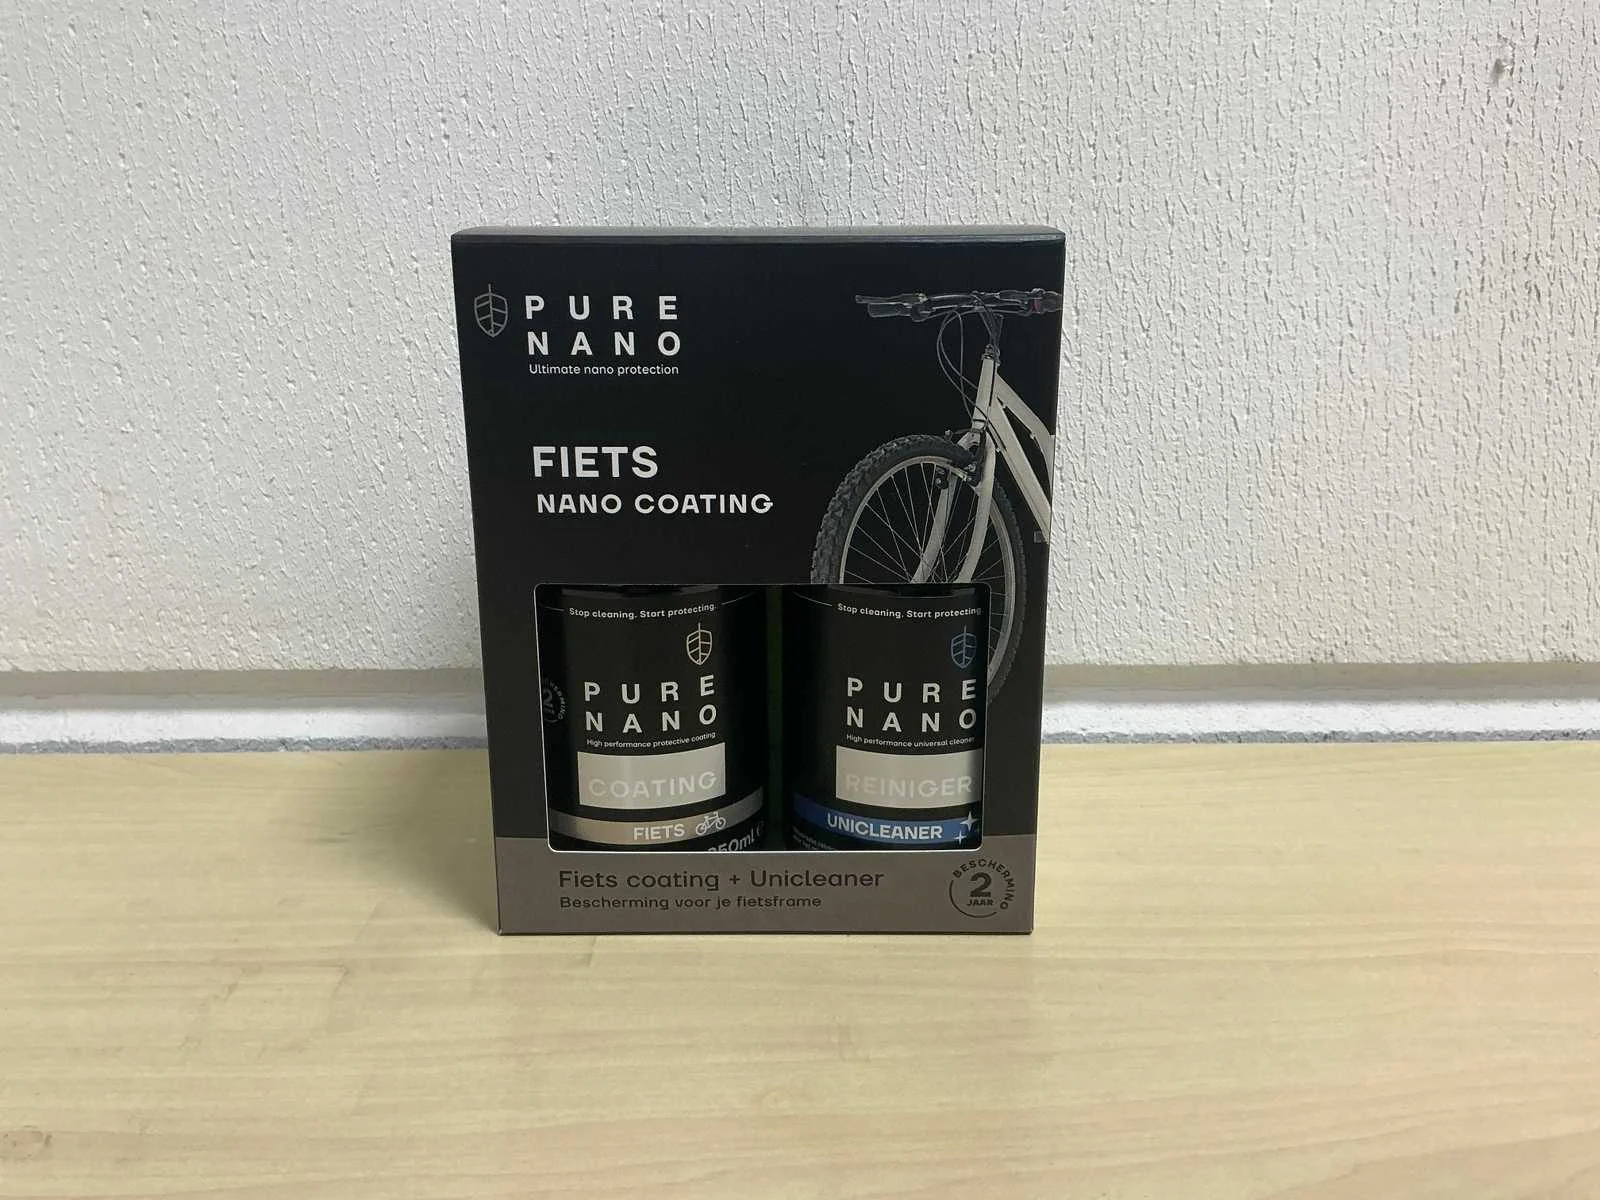 PURE
NANO
Ultimate nano protection
FIETS
NANO COATING
Stop cleaning. Start protecting.
PURE
NANO
High performance protective coating
COATING
FIETS
Stop cleaning. Start protecting
PURE
NANO
High performance universal cleaner
REINIGER
UNICLEANER
Fiets coating + Unicleaner
Bescherming voor je fietsframe
BESCHERMING
2
JAAR